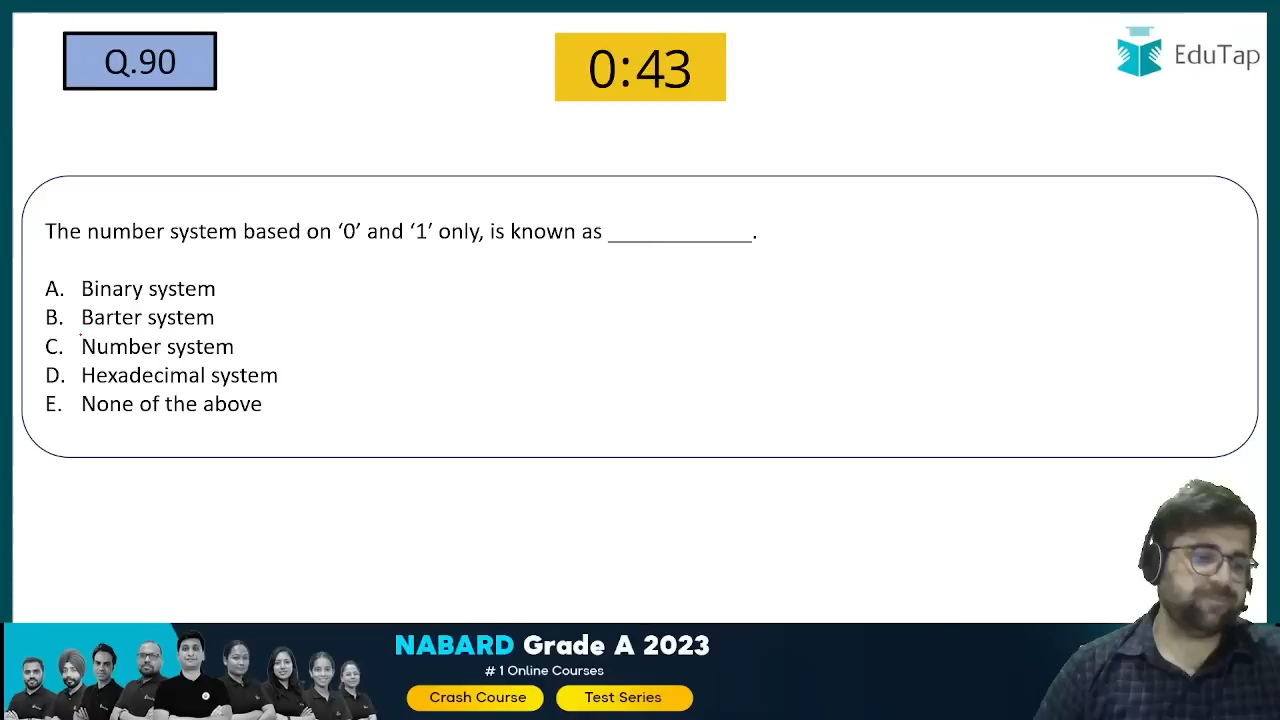 Q.90
0:43
EduTap
The number system based on ‘0’ and ‘1’ only, is known as ____________.
A. Binary system
B. Barter system
C. Number system
D. Hexadecimal system
E. None of the above
NABARD Grade A 2023
# 1 Online Courses
Crash Course
Test Series